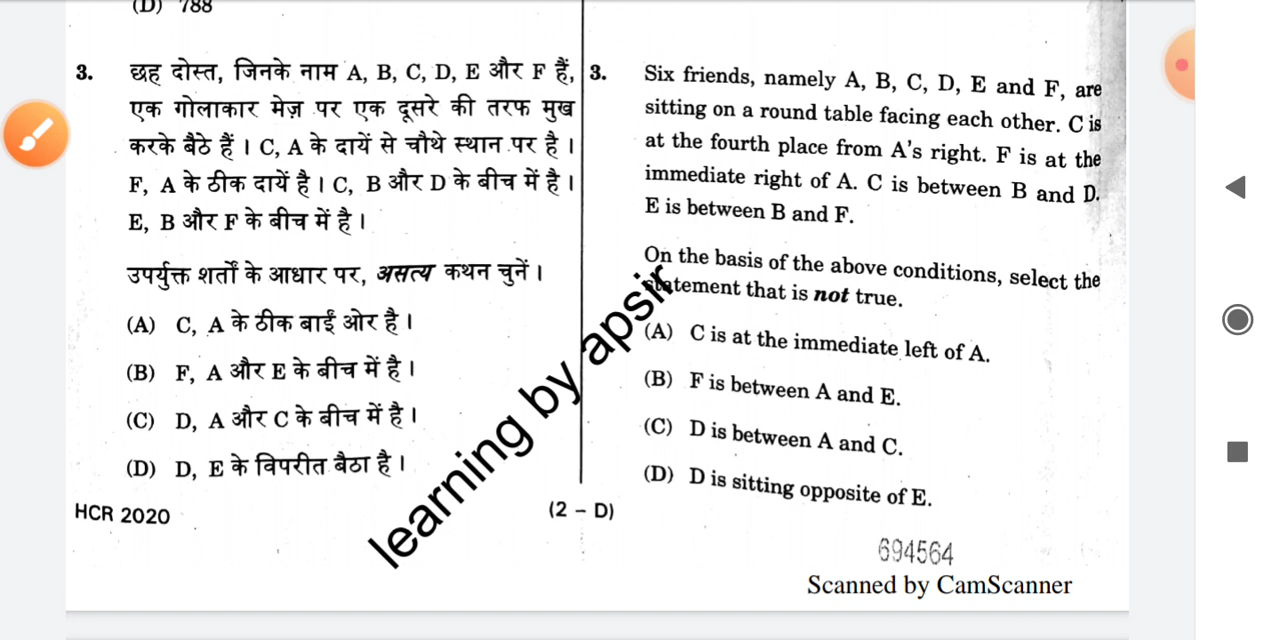 (D) 788
3. छह दोस्त, जिनके नाम A, B, C, D, E और F हैं,
एक गोलाकार मेज़ पर एक दूसरे की तरफ मुख
करके बैठे हैं । C, A के दायें से चौथे स्थान पर है ।
F, A के ठीक दायें है । C, B और D के बीच में है ।
E, B और F के बीच में है ।
उपर्युक्त शर्तों के आधार पर, असत्य कथन चुनें ।
(A) C, A के ठीक बाईं ओर है ।
(B) F, A और E के बीच में है ।
(C) D, A और C के बीच में है ।
(D) D, E के विपरीत बैठा है ।
HCR 2020
3. Six friends, namely A, B, C, D, E and F, are
sitting on a round table facing each other. C is
at the fourth place from A's right. F is at the
immediate right of A. C is between B and D.
E is between B and F.
On the basis of the above conditions, select the
statement that is not true.
(A) C is at the immediate left of A.
(B) F is between A and E.
(C) D is between A and C.
(D) D is sitting opposite of E.
(2 – D)
learning by apsir
694564
Scanned by CamScanner